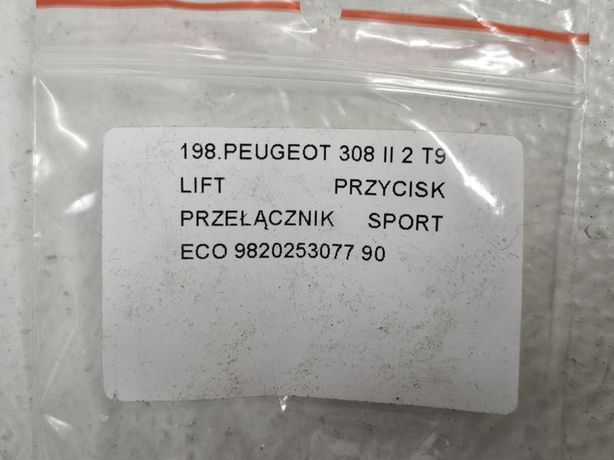 198.PEUGEOT 308 II 2 T9
LIFT PRZYCISK
PRZEŁĄCZNIK SPORT
ECO 9820253077 90